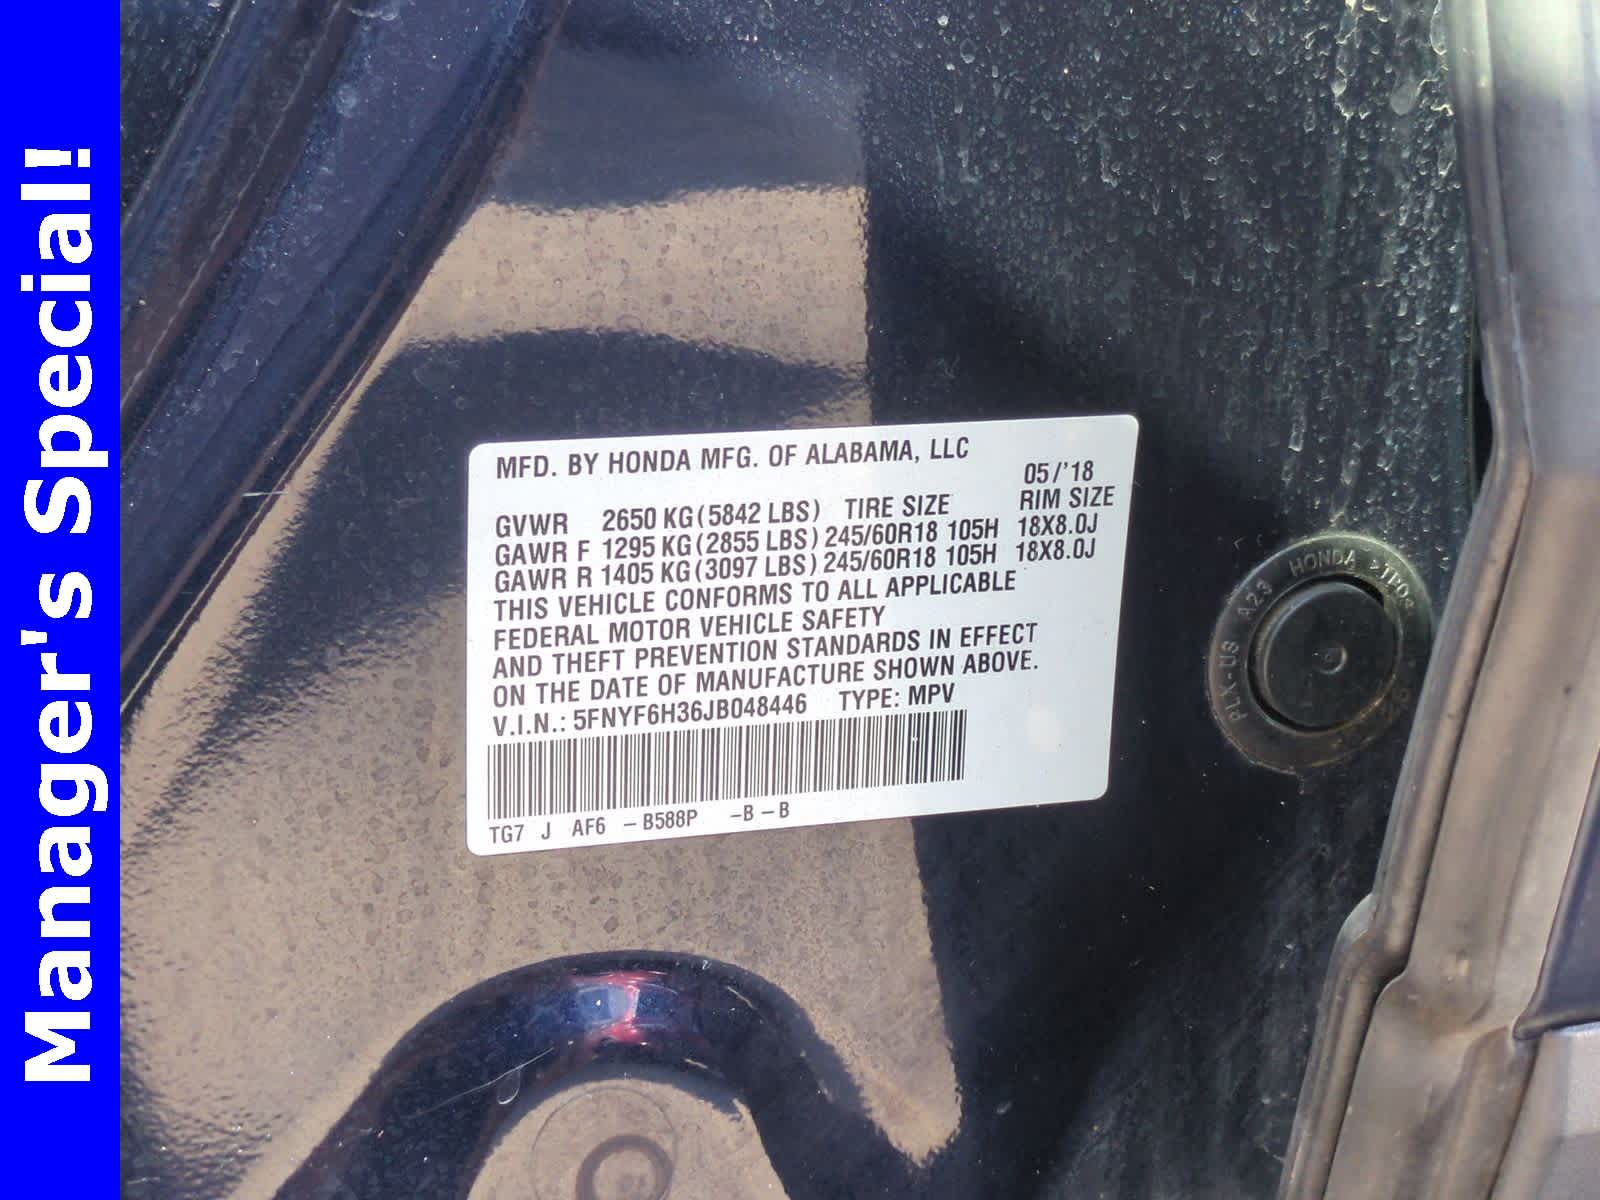 Manager's Special!
MFD. BY HONDA MFG. OF ALABAMA, LLC
05/'18
GVWR 2650 KG (5842 LBS) TIRE SIZE RIM SIZE
GAWR F 1295 KG (2855 LBS) 245/60R18 105H 18X8.0J
GAWR R 1405 KG (3097 LBS) 245/60R18 105H 18X8.0J
THIS VEHICLE CONFORMS TO ALL APPLICABLE
FEDERAL MOTOR VEHICLE SAFETY
AND THEFT PREVENTION STANDARDS IN EFFECT
ON THE DATE OF MANUFACTURE SHOWN ABOVE.
V.I.N.: 5FNYF6H36JB048446 TYPE: MPV
TG7 J AF6 – B588P –B – B
PLX-US A23 HONDA